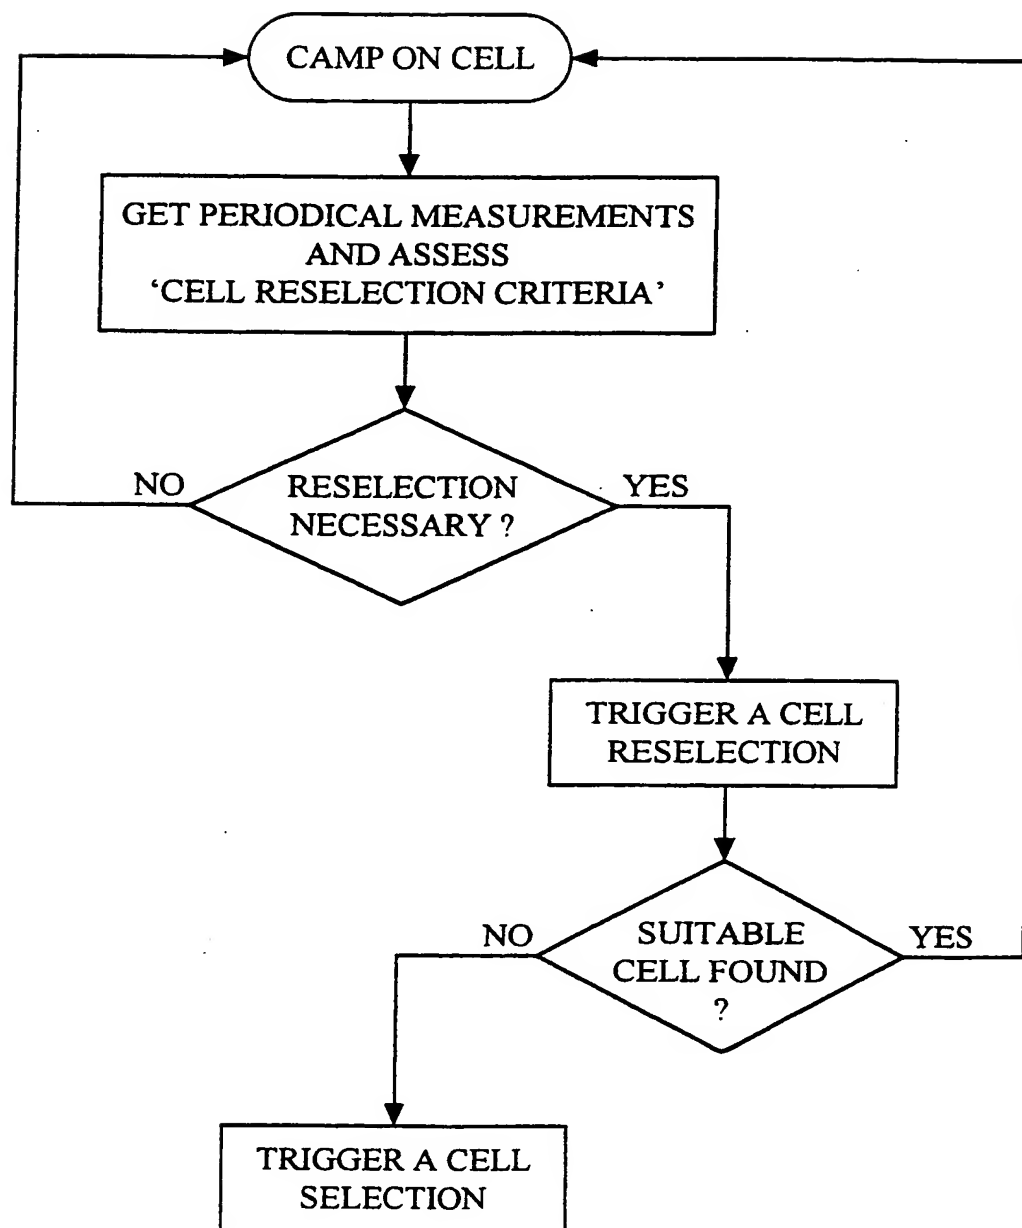 CAMP ON CELL
GET PERIODICAL MEASUREMENTS
AND ASSESS
‘CELL RESELECTION CRITERIA’
NO
RESELECTION
NECESSARY ?
YES
TRIGGER A CELL
RESELECTION
NO
SUITABLE
CELL FOUND
?
YES
TRIGGER A CELL
SELECTION